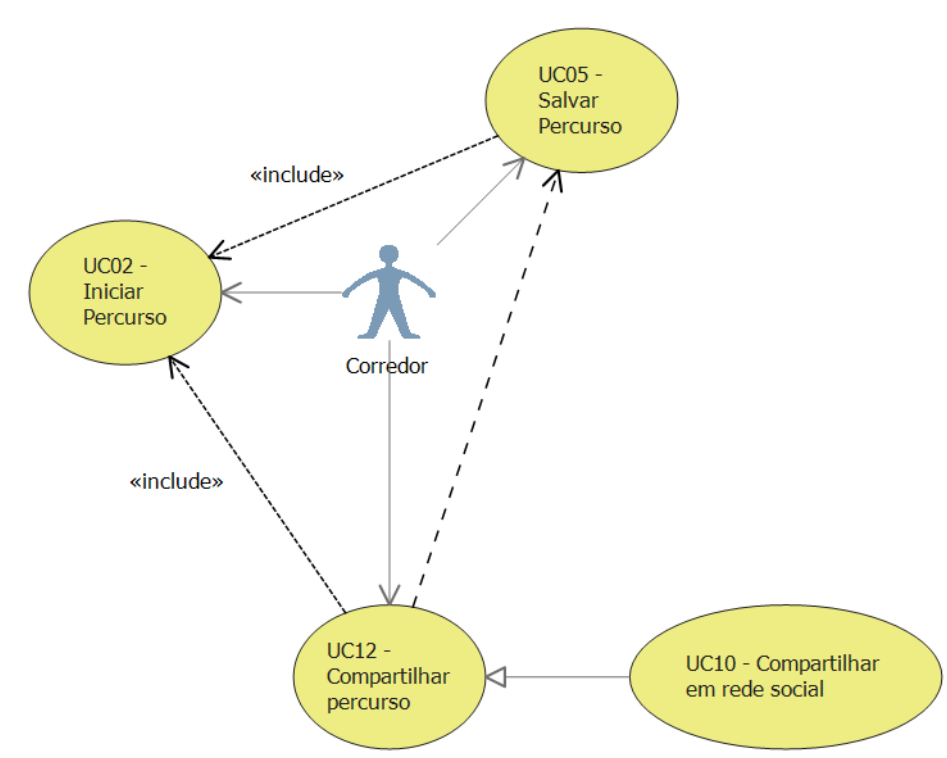 UC05 -
Salvar
Percurso
«include»
UC02 -
Iniciar
Percurso
Corredor
«include»
UC12 -
Compartilhar
percurso
UC10 - Compartilhar
em rede social